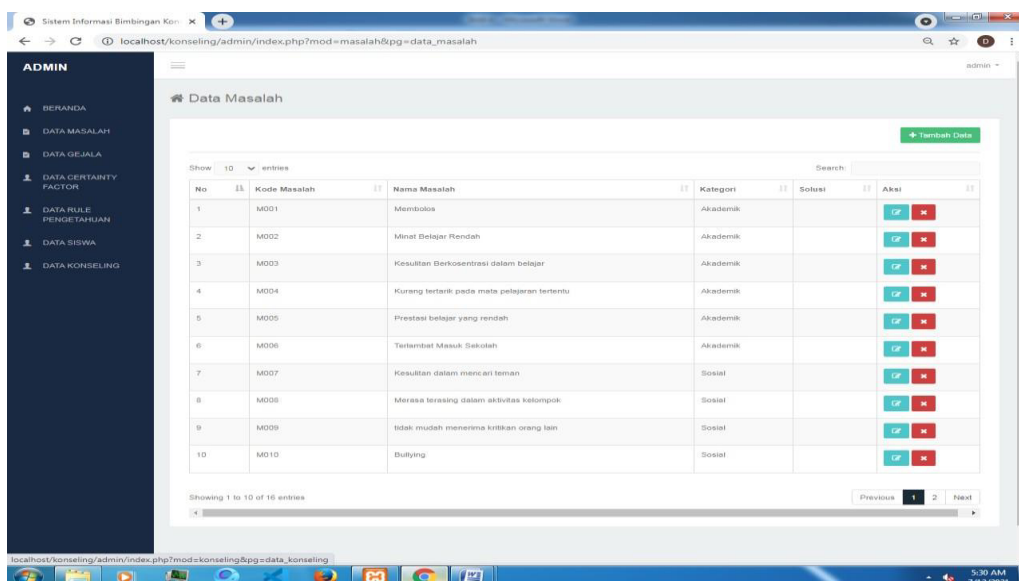 Sistem Informasi Bimbingan Kon
localhost/konseling/admin/index.php?mod=masalah&pg=data_masalah
D
ADMIN
admin
BERANDA
DATA MASALAH
DATA GEJALA
DATA CERTAINTY
FACTOR
DATA RULE
PENGETAHUAN
DATA SISWA
DATA KONSELING
Data Masalah
Tambah Data
Show 10 entries
Search:
No Kode Masalah Nama Masalah Kategori Solusi Aksi
1 M001 Membolos Akademik
2 M002 Minat Belajar Rendah Akademik
3 M003 Kesulitan Berkosentrasi dalam belajar Akademik
4 M004 Kurang tertarik pada mata pelajaran tertentu Akademik
5 M005 Prestasi belajar yang rendah Akademik
6 M006 Terlambat Masuk Sekolah Akademik
7 M007 Kesulitan dalam mencari teman Sosial
8 M008 Merasa terasing dalam aktivitas kelompok Sosial
9 M009 tidak mudah menerima kritikan orang lain Sosial
10 M010 Bullying Sosial
Showing 1 to 10 of 16 entries
Previous 1 2 Next
localhost/konseling/admin/index.php?mod=konseling&pg=data_konseling
5:30 AM